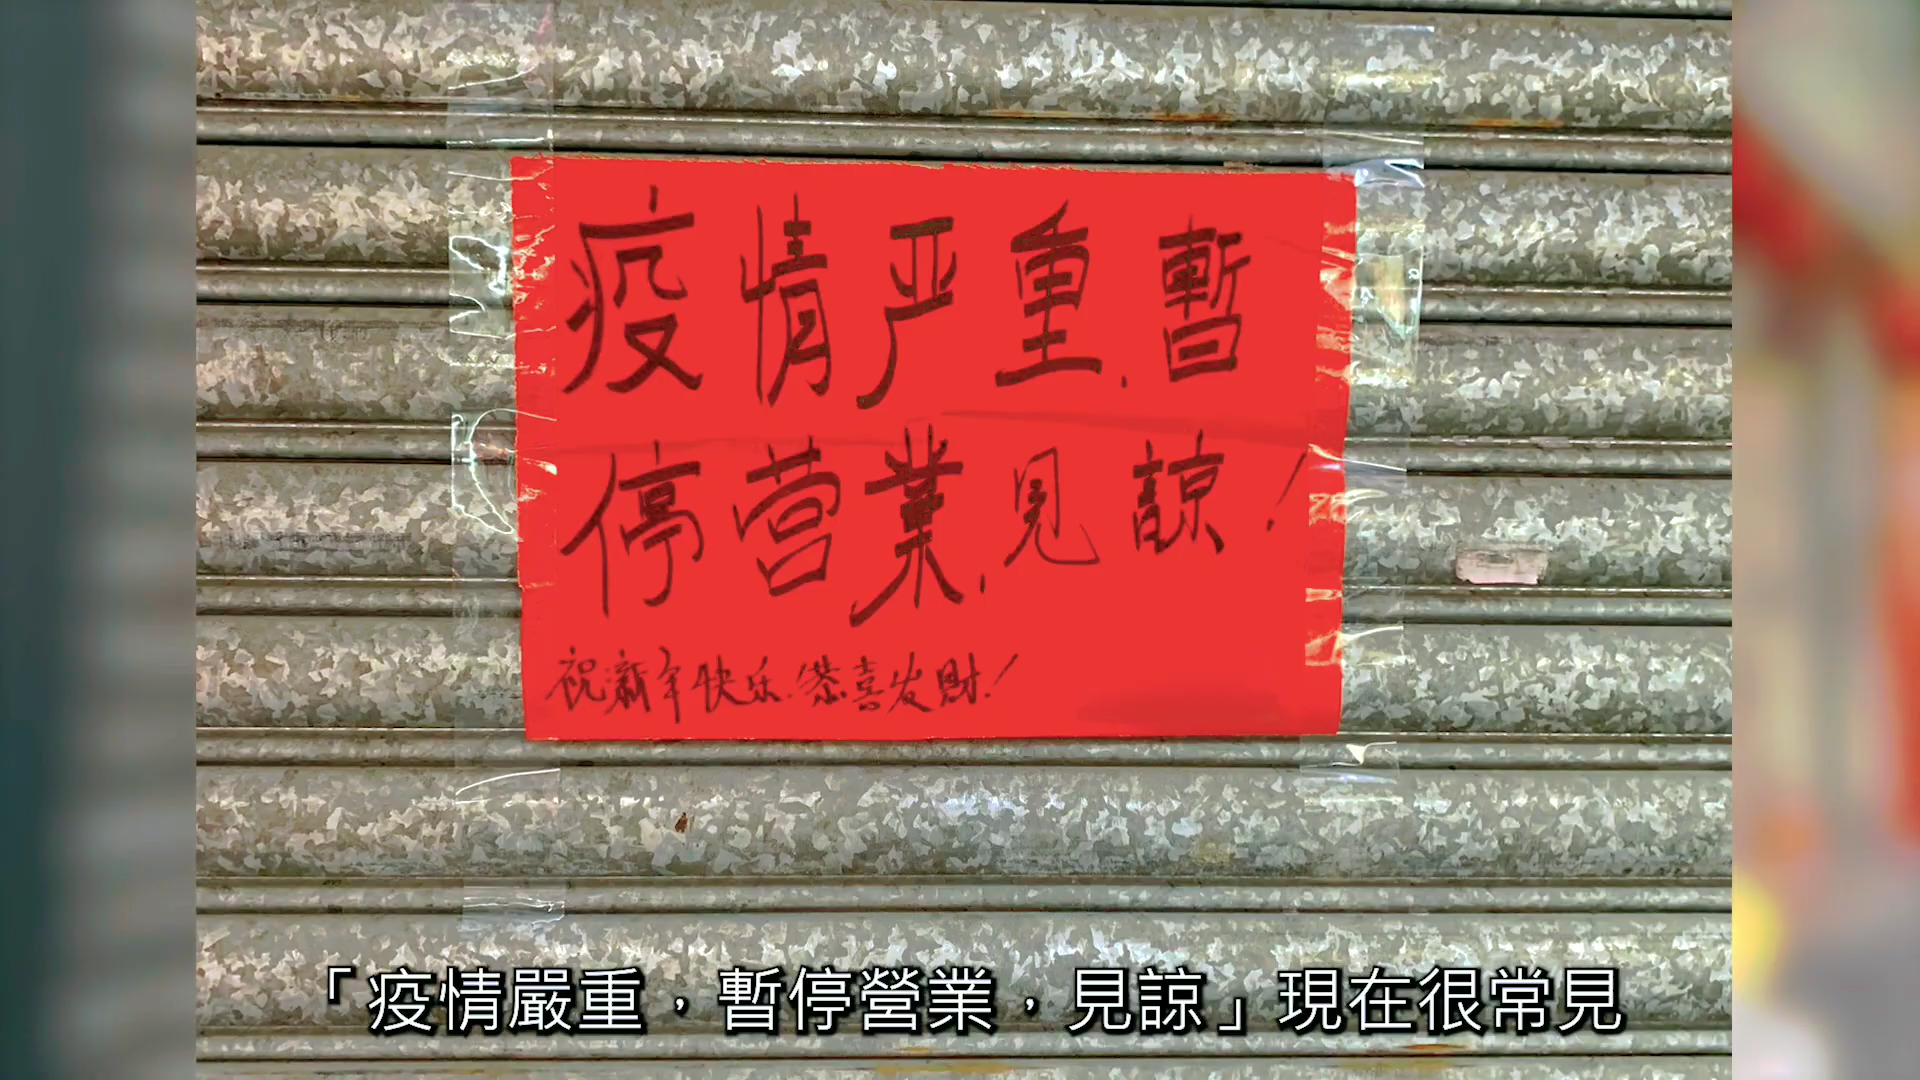 疫情严重,暫
停营業,見諒!
祝新年快乐.恭喜发財!
「疫情嚴重，暫停營業，見諒」現在很常見